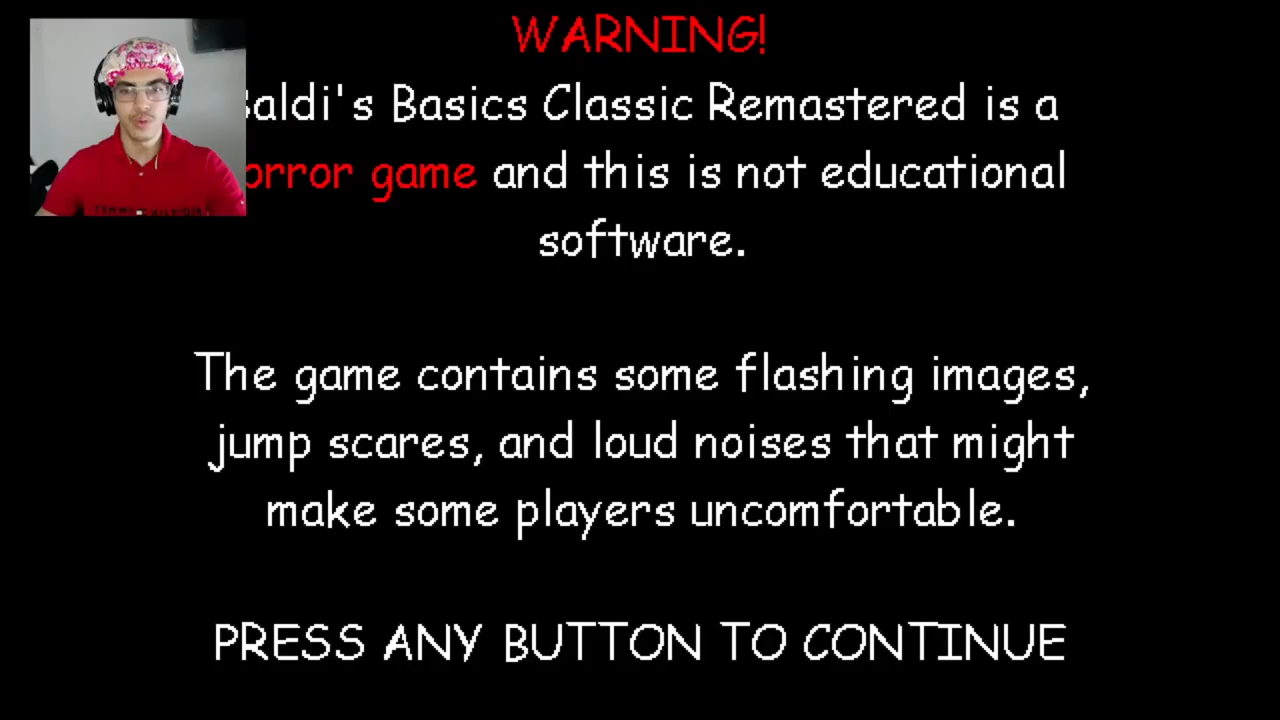 WARNING!
aldi's Basics Classic Remastered is a
orror game and this is not educational
software.
The game contains some flashing images,
jump scares, and loud noises that might
make some players uncomfortable.
PRESS ANY BUTTON TO CONTINUE